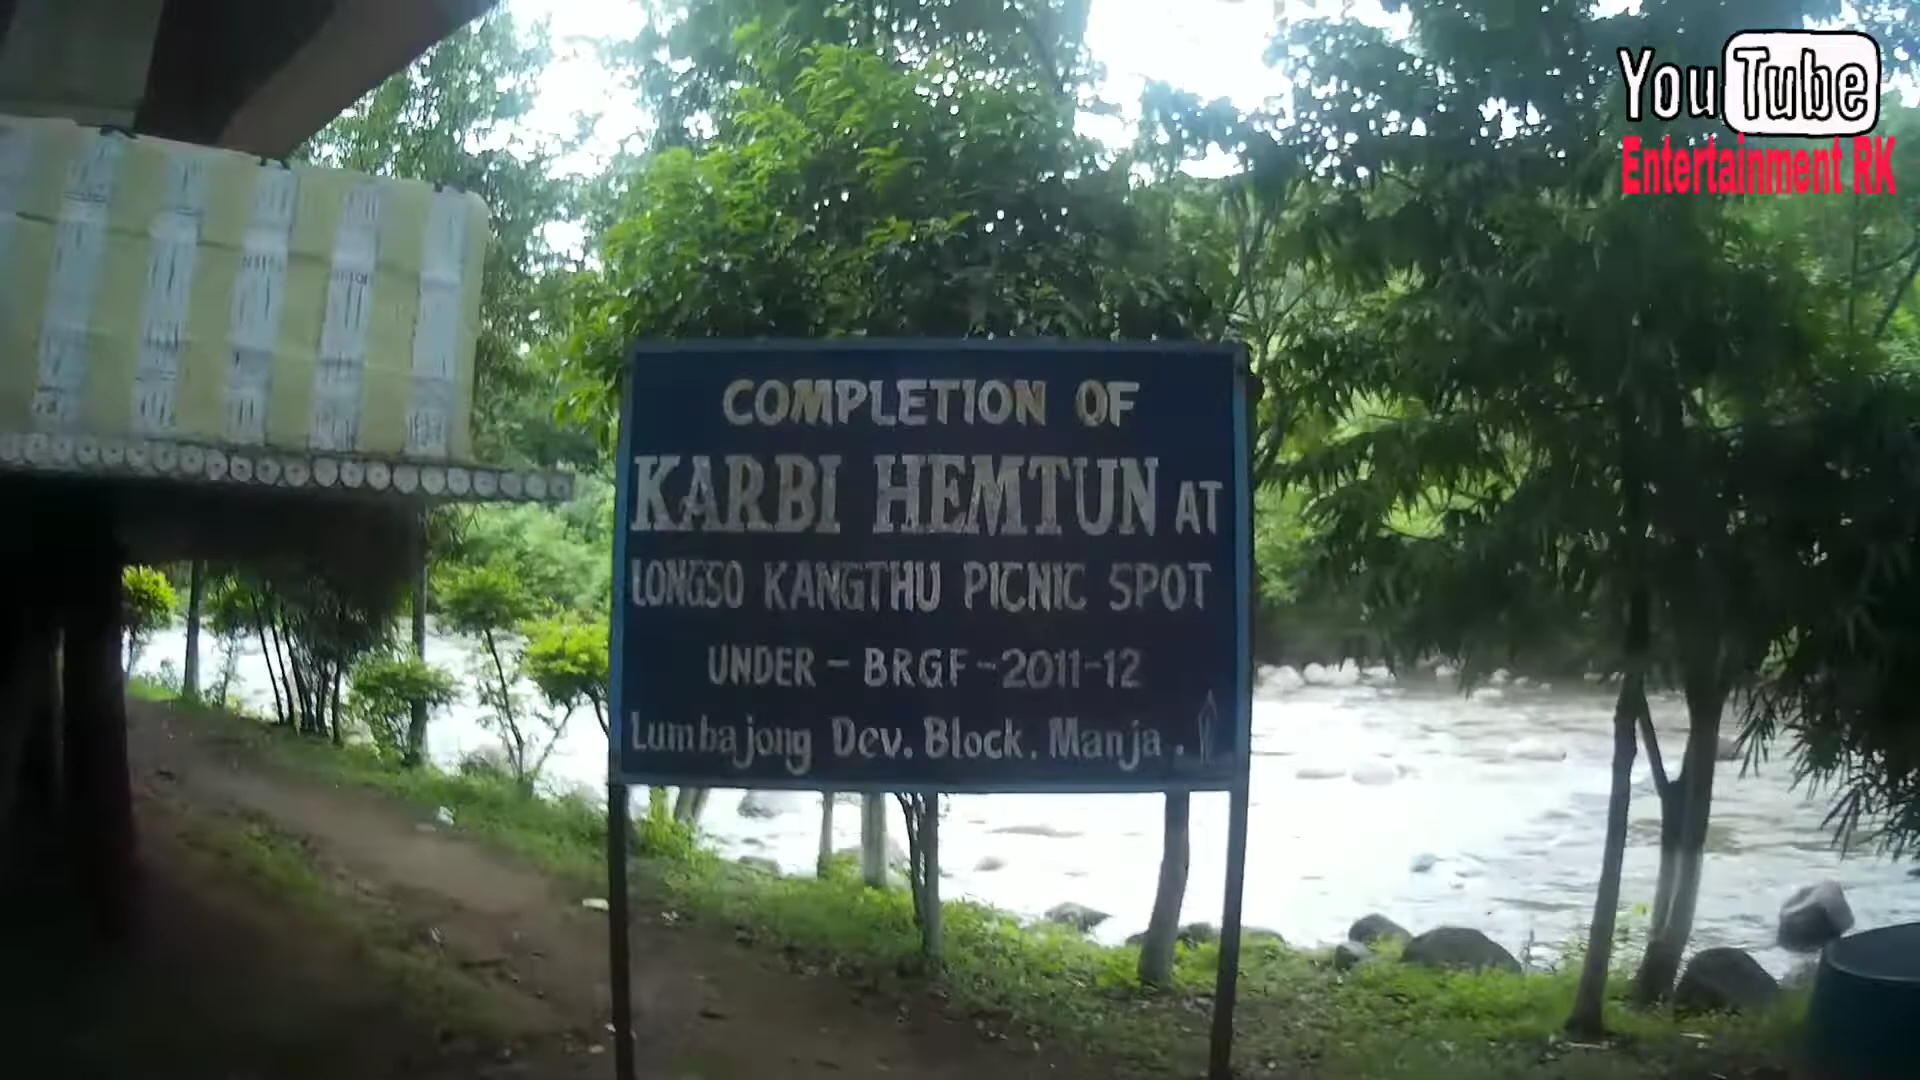 YouTube
Entertainment RK
COMPLETION OF
KARBI HEMTUN AT
LONGSO KANGTHU PICNIC SPOT
UNDER - BRGF - 2011-12
Lumbajong Dev. Block. Manja.